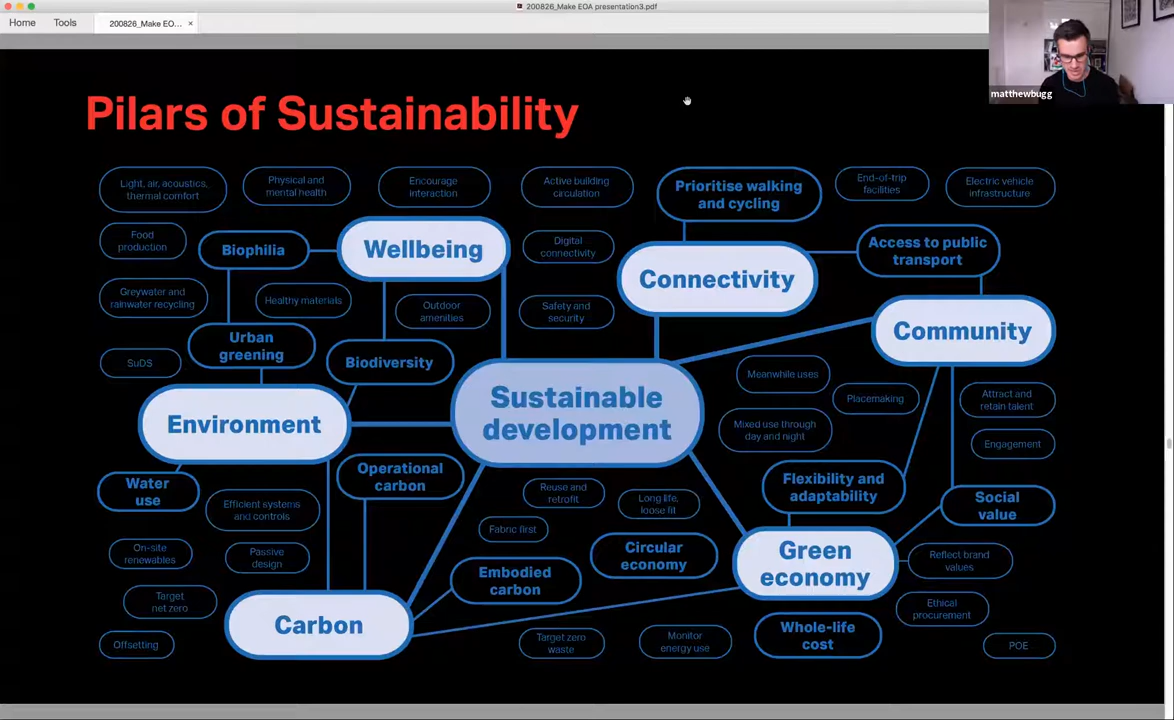 200826_Make EOA presentation3.pdf
Home
Tools
200826_Make EO...
×
matthewbugg
Pilars of Sustainability
Light, air, acoustics,
thermal comfort
Physical and
mental health
Encourage
interaction
Active building
circulation
Prioritise walking
and cycling
End-of-trip
facilities
Electric vehicle
infrastructure
Food
production
Biophilia
Wellbeing
Digital
connectivity
Connectivity
Access to public
transport
Greywater and
rainwater recycling
Healthy materials
Outdoor
amenities
Safety and
security
Community
Urban
greening
SuDS
Biodiversity
Sustainable
development
Meanwhile uses
Placemaking
Attract and
retain talent
Environment
Mixed use through
day and night
Engagement
Water
use
Operational
carbon
Reuse and
retrofit
Long life,
loose fit
Flexibility and
adaptability
Social
value
Efficient systems
and controls
Fabric first
On-site
renewables
Passive
design
Circular
economy
Green
economy
Reflect brand
values
Embodied
carbon
Target
net zero
Carbon
Ethical
procurement
Offsetting
Target zero
waste
Monitor
energy use
Whole-life
cost
POE